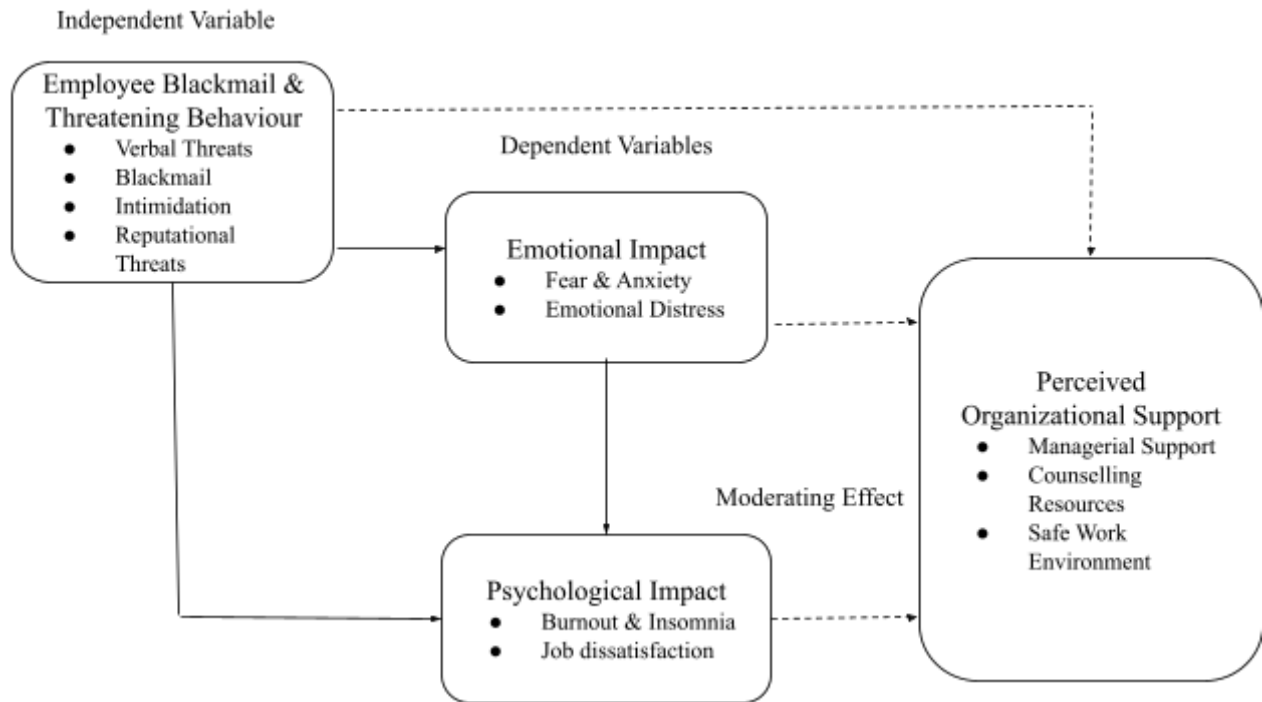 Independent Variable
Employee Blackmail &
Threatening Behaviour
● Verbal Threats
● Blackmail
● Intimidation
● Reputational
Threats
Dependent Variables
Emotional Impact
● Fear & Anxiety
● Emotional Distress
Perceived
Organizational Support
● Managerial Support
● Counselling
Resources
● Safe Work
Environment
Moderating Effect
Psychological Impact
● Burnout & Insomnia
● Job dissatisfaction